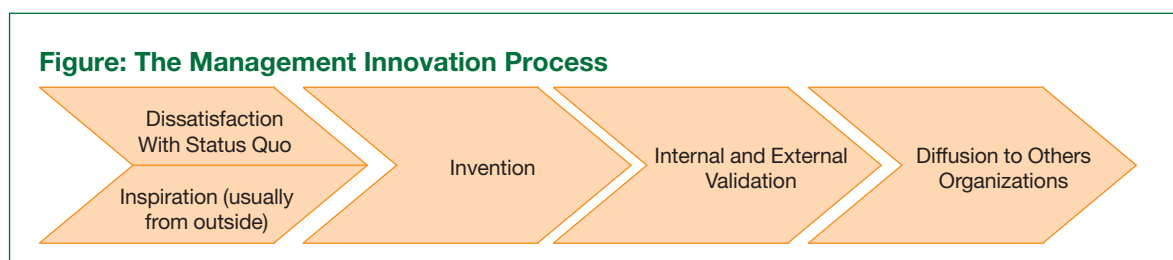 Figure: The Management Innovation Process
Dissatisfaction
With Status Quo
Inspiration (usually
from outside)
Invention
Internal and External
Validation
Diffusion to Others
Organizations